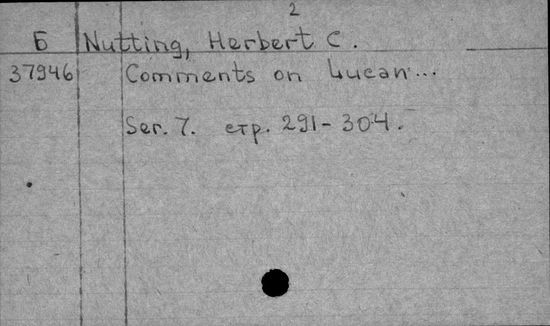 2
Б Nutting, Herbert C.
37946 Comments on Lucan...
Ser. 7. стр. 291-304.